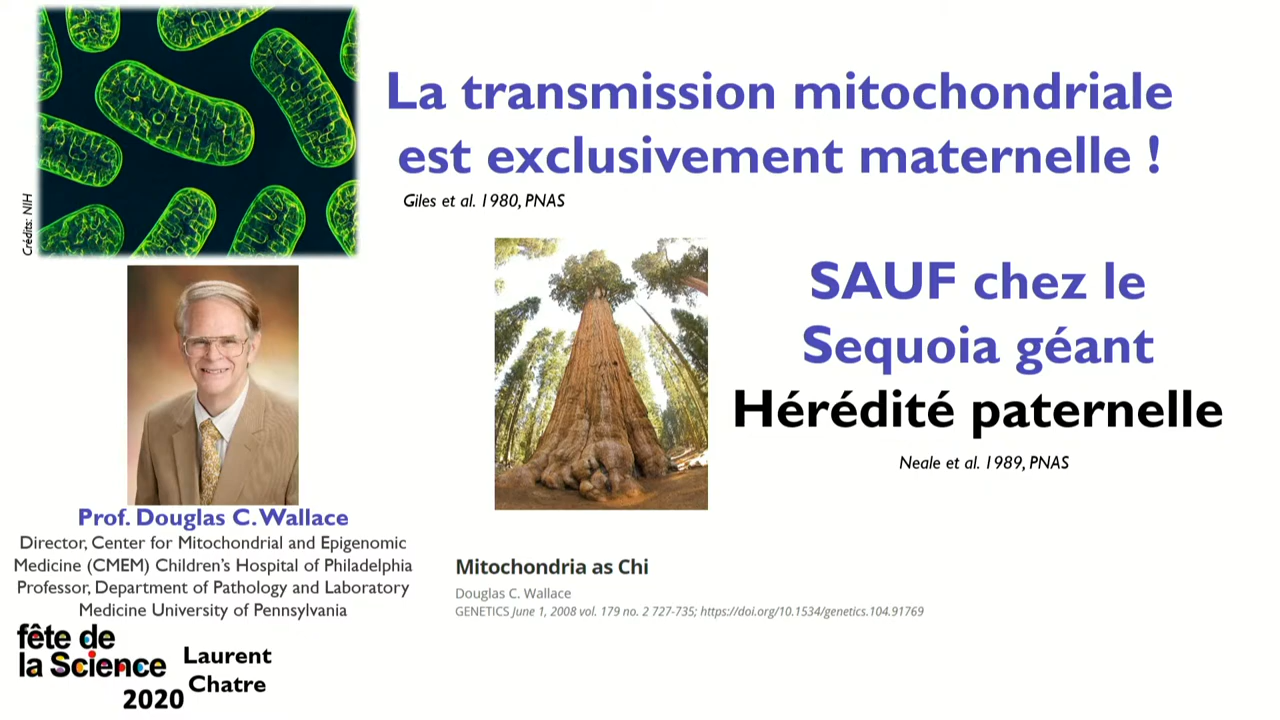 Crédits: NIH
La transmission mitochondriale
est exclusivement maternelle !
Giles et al. 1980, PNAS
SAUF chez le
Sequoia géant
Hérédité paternelle
Neale et al. 1989, PNAS
Prof. Douglas C. Wallace
Director, Center for Mitochondrial and Epigenomic
Medicine (CMEM) Children's Hospital of Philadelphia
Professor, Department of Pathology and Laboratory
Medicine University of Pennsylvania
Mitochondria as Chi
Douglas C. Wallace
GENETICS June 1, 2008 vol. 179 no. 2 727-735; https://doi.org/10.1534/genetics.104.91769
fête de
la Science
2020
Laurent
Chatre